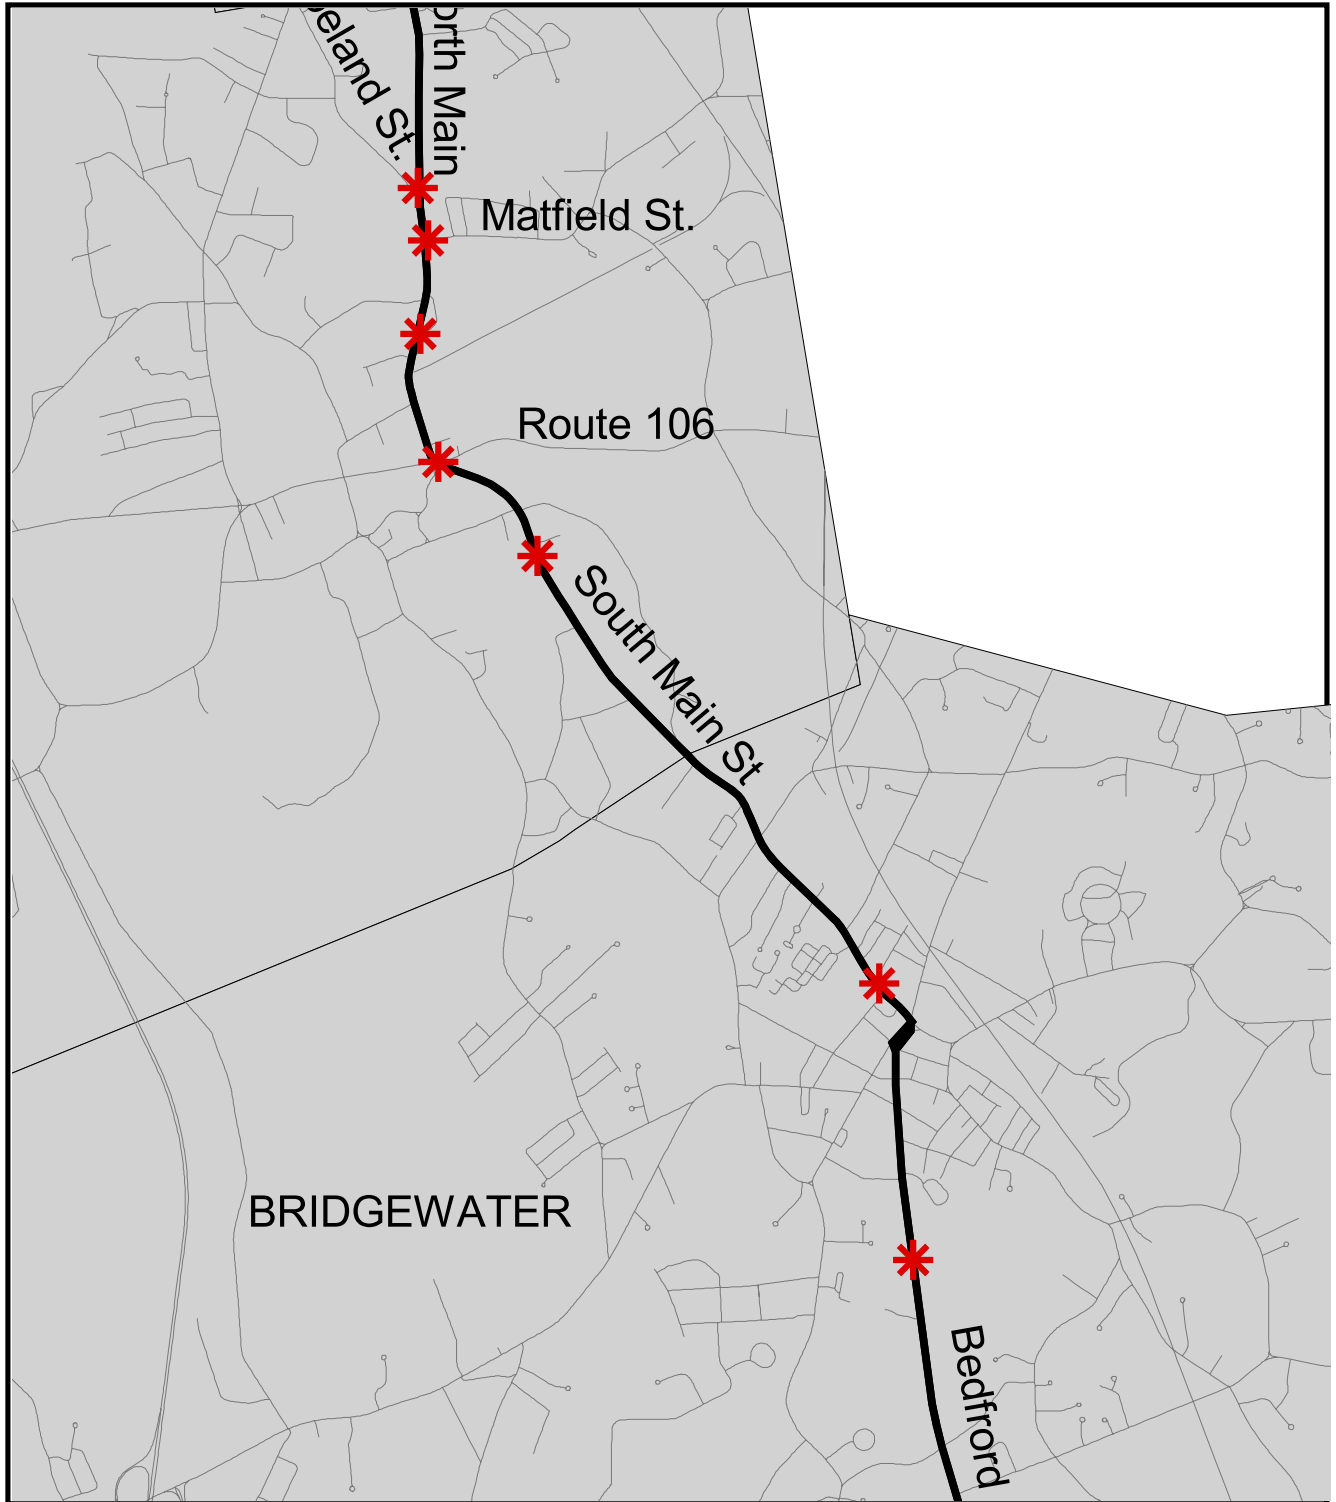 eland St.
orth Main
Matfield St.
Route 106
South Main St
BRIDGEWATER
Bedfrord